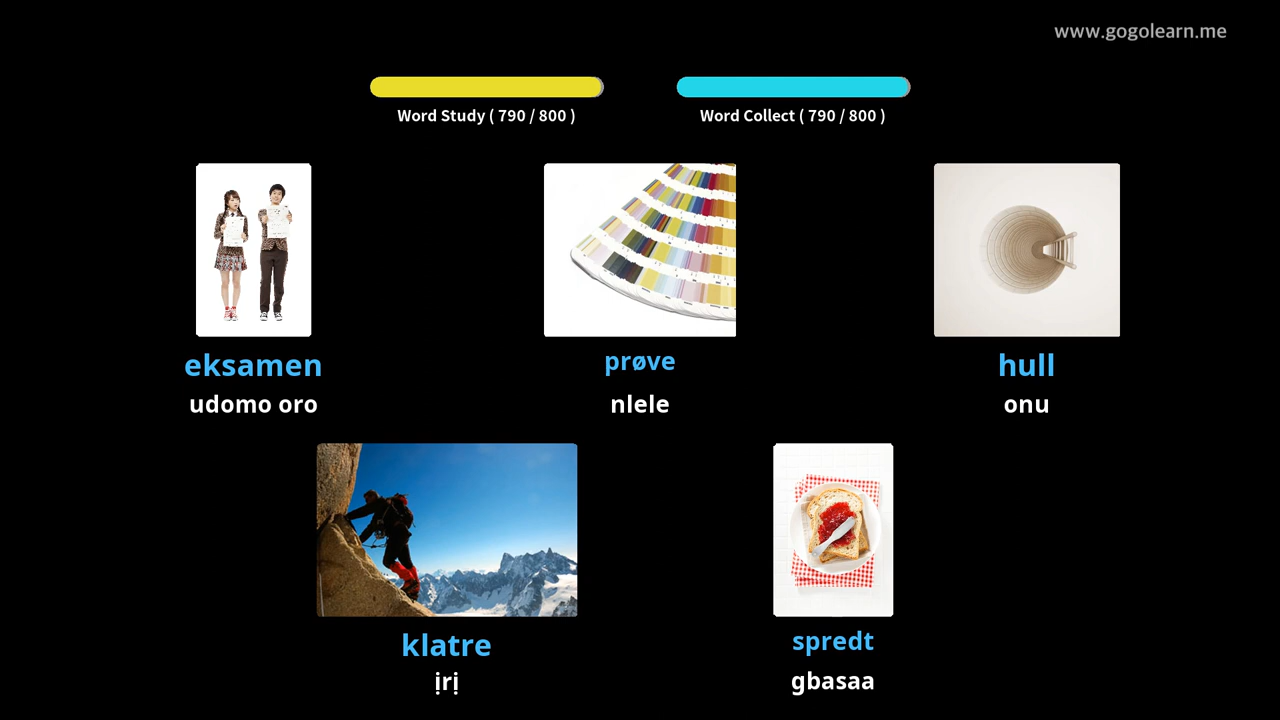 www.gogolearn.me
Word Study ( 790 / 800 )
Word Collect ( 790 / 800 )
eksamen
udomo oro
prøve
nlele
hull
onu
klatre
ịrị
spredt
gbasaa